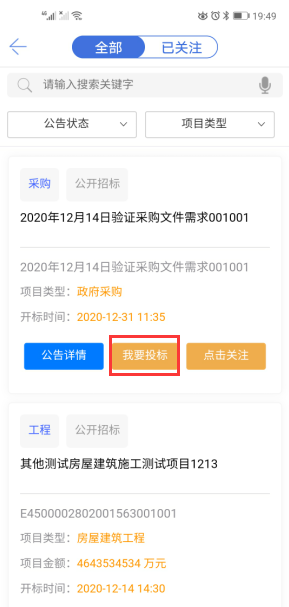 19:49
全部 已关注
请输入搜索关键字
公告状态 项目类型
采购 公开招标
2020年12月14日验证采购文件需求001001
2020年12月14日验证采购文件需求001001
项目类型：政府采购
开标时间：2020-12-31 11:35
公告详情 我要投标 点击关注
工程 公开招标
其他测试房屋建筑施工测试项目1213
E4500002802001563001001
项目类型：房屋建筑工程
项目金额：4643534534 万元
开标时间：2020-12-14 14:30